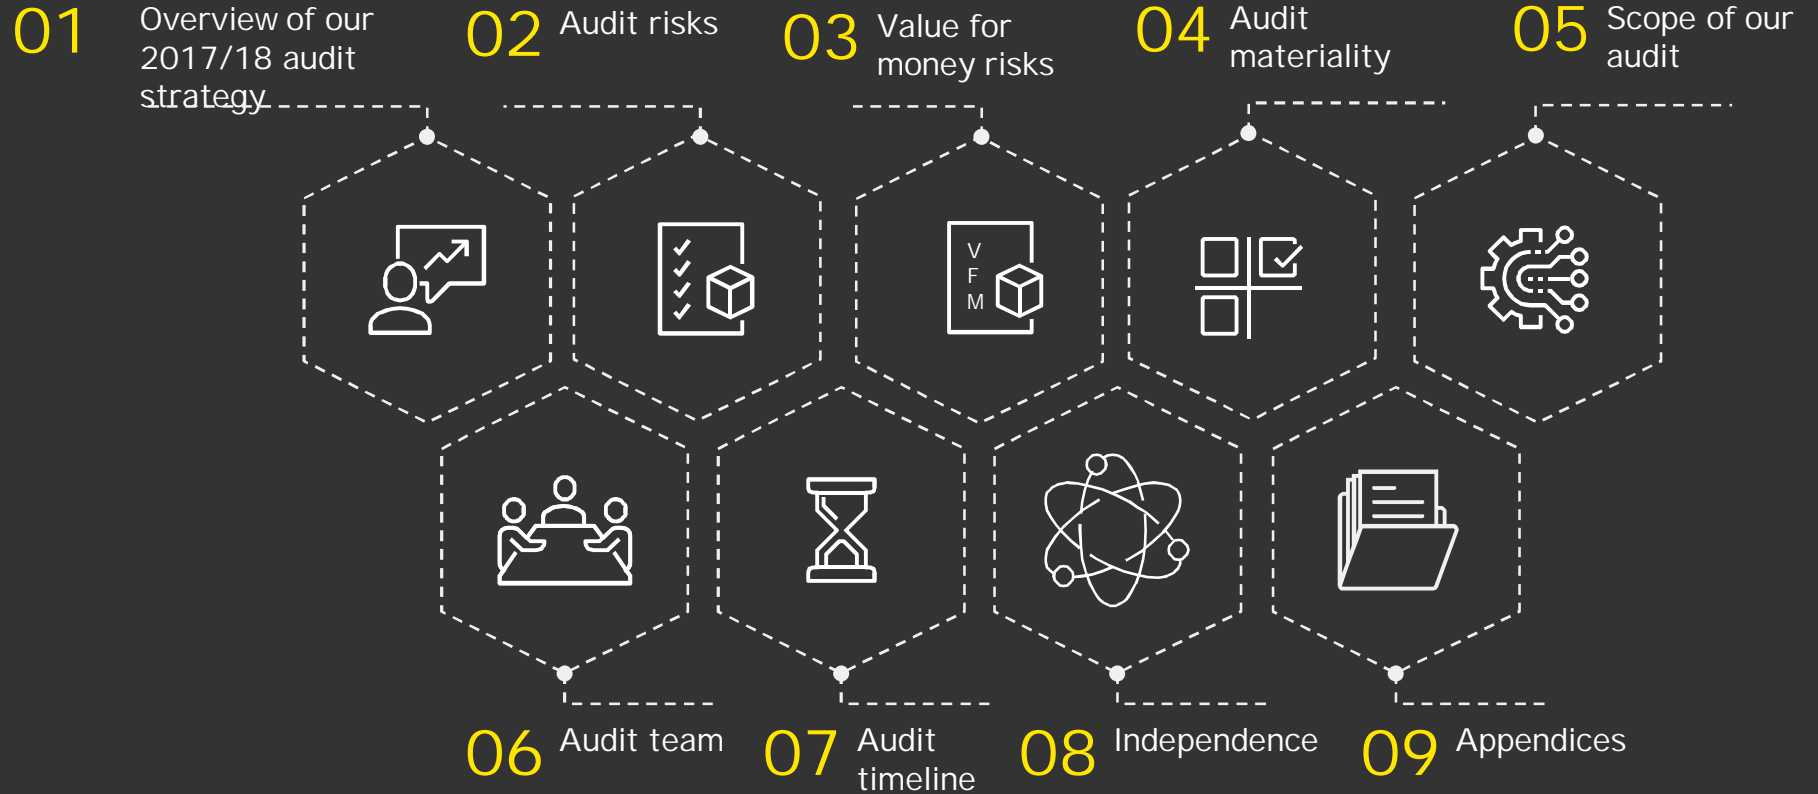 01 Overview of our
2017/18 audit
strategy
02 Audit risks
03 Value for
money risks
04 Audit
materiality
05 Scope of our
audit
V
F
M
06 Audit team
07 Audit
timeline
08 Independence
09 Appendices